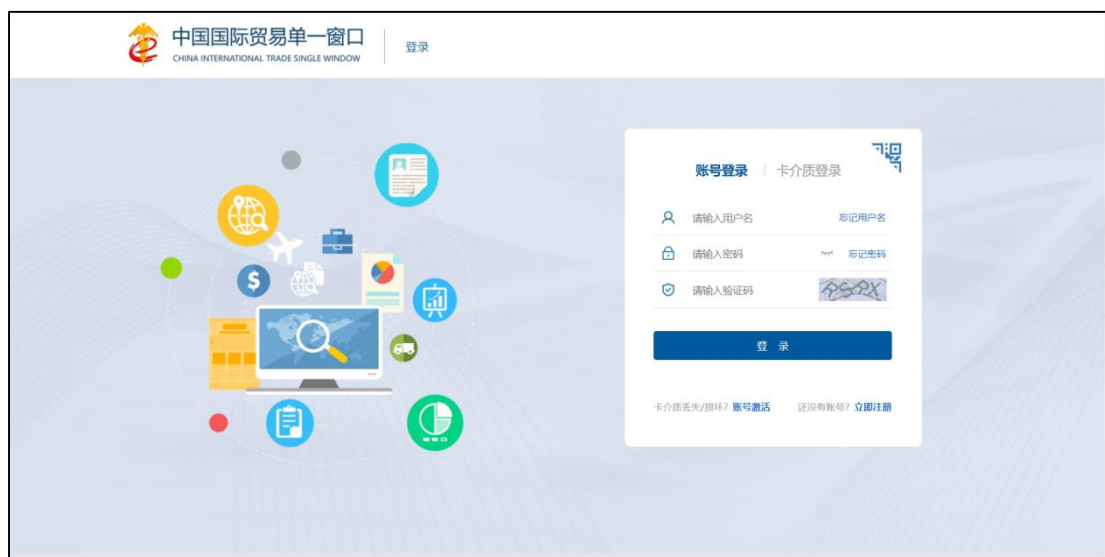 中国国际贸易单一窗口
CHINA INTERNATIONAL TRADE SINGLE WINDOW
登录
账号登录 卡介质登录
请输入用户名 忘记用户名
请输入密码 忘记密码
请输入验证码 RSRX
登 录
卡介质丢失/损坏? 账号激活 还没有账号? 立即注册